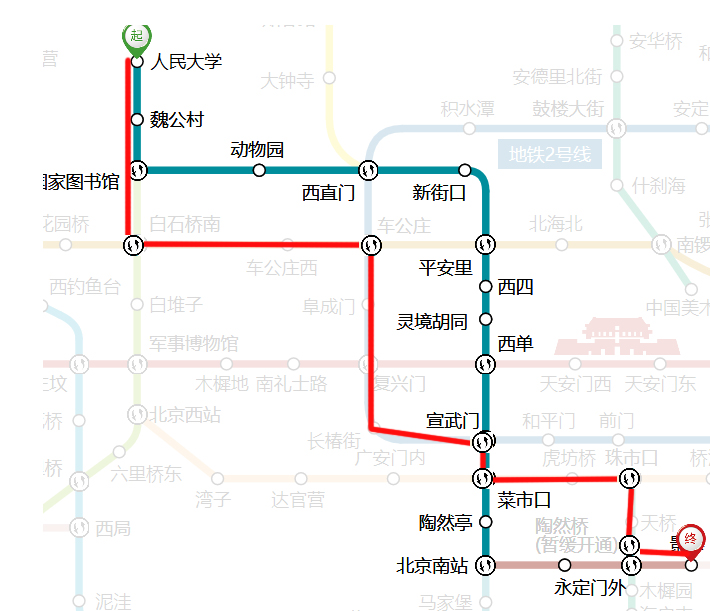 起
人民大学
安华桥
安德里北街
大钟寺
积水潭
鼓楼大街
安定
魏公村
动物园
地铁2号线
国家图书馆
西直门
新街口
什刹海
花园桥
白石桥南
车公庄
北海北
南锣
车公庄西
平安里
西钓鱼台
白堆子
阜成门
西四
中国美术
灵境胡同
军事博物馆
西单
木樨地
南礼士路
复兴门
天安门西
天安门东
北京西站
宣武门
和平门
前门
长椿街
六里桥东
广安门内
虎坊桥
珠市口
湾子
达官营
菜市口
西局
陶然亭
陶然桥
(暂缓开通)
天桥
终
北京南站
永定门外
木樨园
泥洼
马家堡